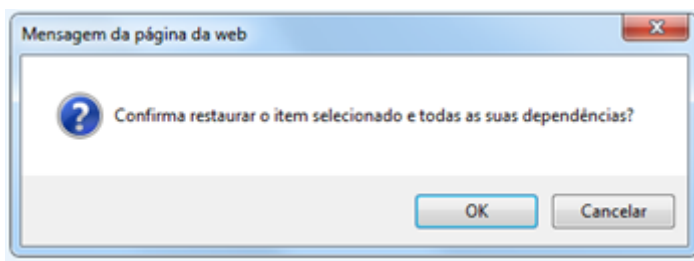 Mensagem da página da web
Confirma restaurar o item selecionado e todas as suas dependências?
OK
Cancelar